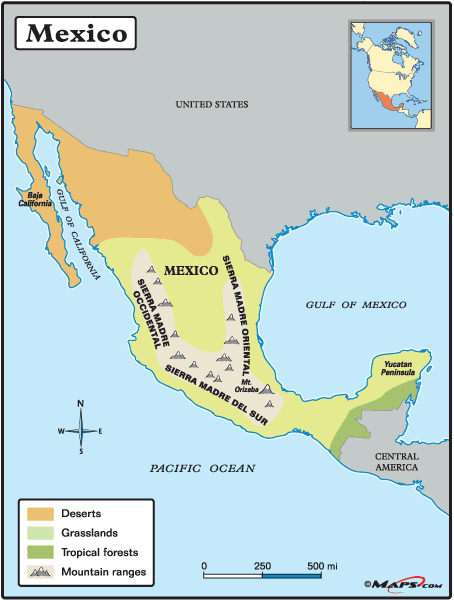 Mexico
UNITED STATES
Baja
California
GULF OF CALIFORNIA
MEXICO
SIERRA MADRE
OCCIDENTAL
SIERRA MADRE ORIENTAL
GULF OF MEXICO
SIERRA MADRE DEL SUR
Mt.
Orizaba
Yucatan
Peninsula
N
W
E
S
PACIFIC OCEAN
CENTRAL
AMERICA
Deserts
Grasslands
Tropical forests
Mountain ranges
0 250 500 mi
©MAPS.COM